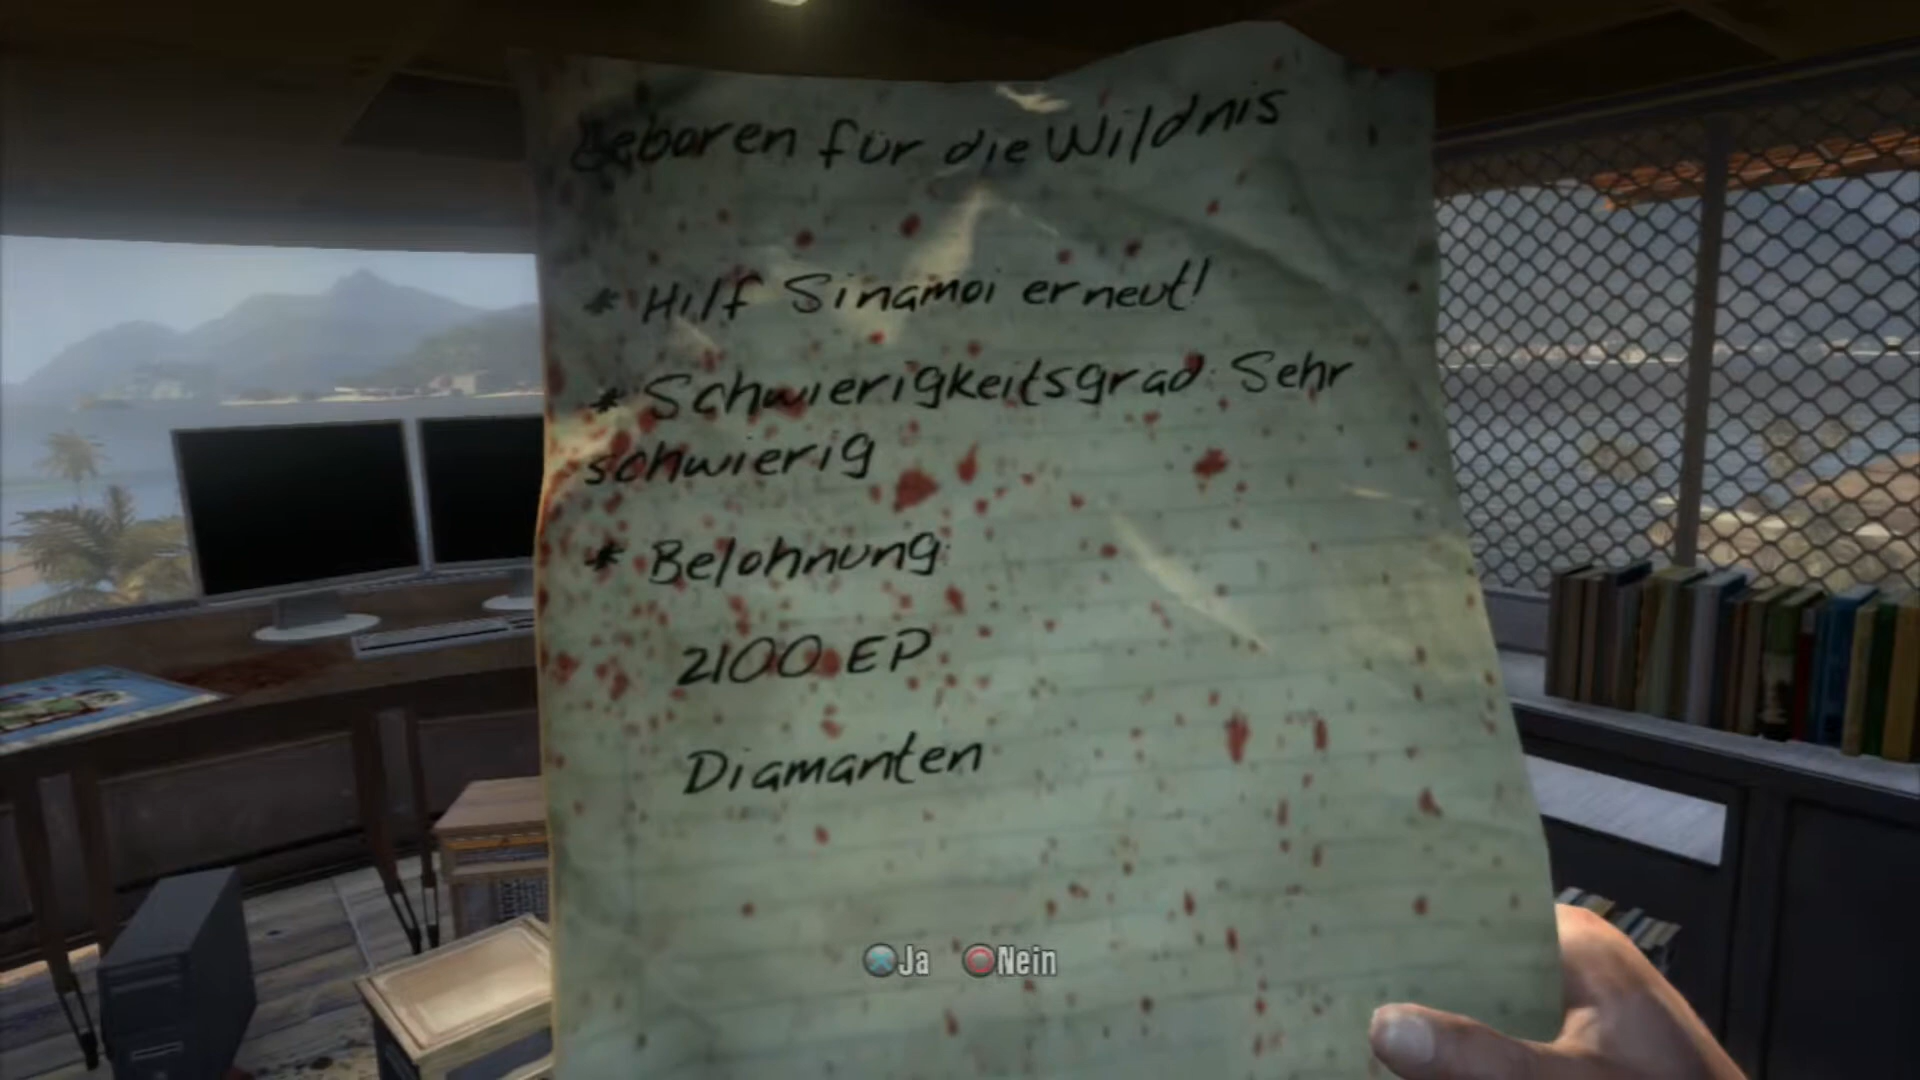 Geboren für die Wildnis
* Hilf Sinamoi erneut!
* Schwierigkeitsgrad: Sehr
schwierig
* Belohnung:
2100 EP
Diamanten
Ja Nein